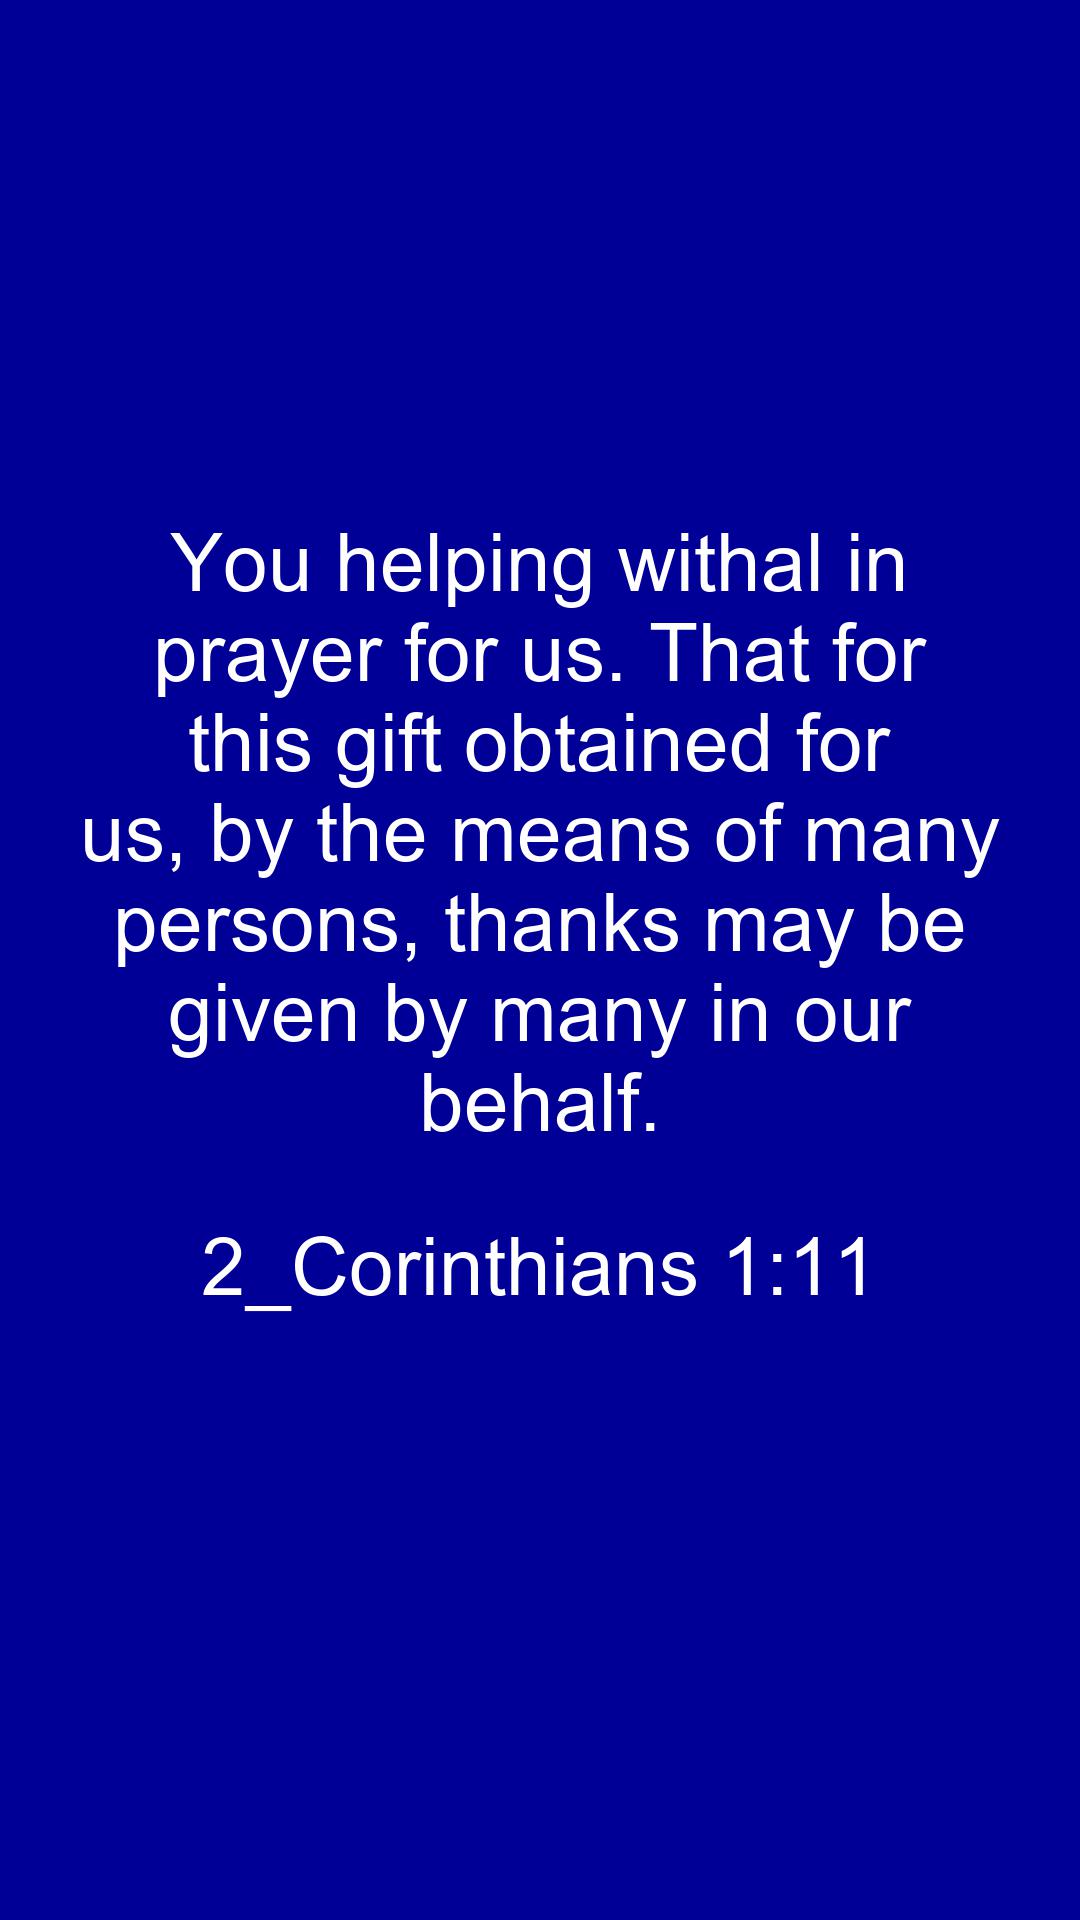 You helping withal in
prayer for us. That for
this gift obtained for
us, by the means of many
persons, thanks may be
given by many in our
behalf.
2_Corinthians 1:11